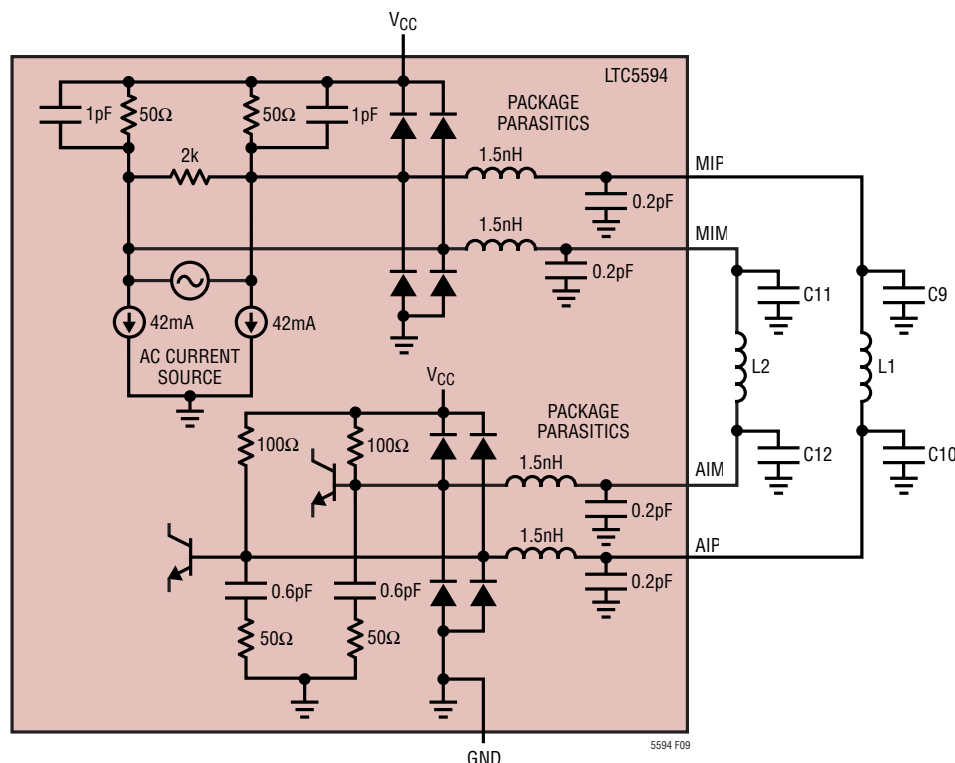 VCC
LTC5594
1pF
50Ω
50Ω
1pF
PACKAGE
PARASITICS
2k
1.5nH
MIP
0.2pF
1.5nH
MIM
0.2pF
C11
C9
42mA
42mA
AC CURRENT
SOURCE
L2
L1
VCC
PACKAGE
PARASITICS
100Ω
100Ω
1.5nH
C12
C10
AIM
0.2pF
1.5nH
AIP
0.6pF
0.6pF
0.2pF
50Ω
50Ω
5594 F09
GND